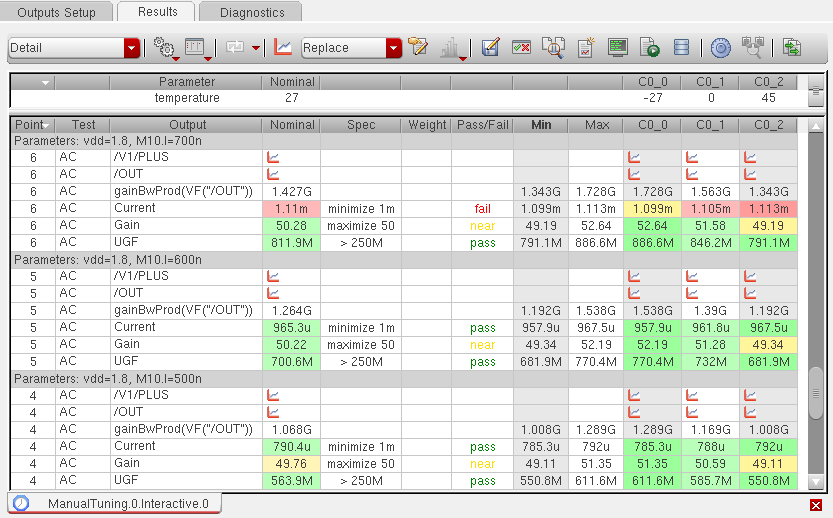 Outputs Setup Results Diagnostics
Detail Replace
Parameter Nominal C0_0 C0_1 C0_2
temperature 27 -27 0 45
Point Test Output Nominal Spec Weight Pass/Fail Min Max C0_0 C0_1 C0_2
Parameters: vdd=1.8, M10.l=700n
6 AC /V1/PLUS
6 AC /OUT
6 AC gainBwProd(VF("/OUT")) 1.427G 1.343G 1.728G 1.728G 1.563G 1.343G
6 AC Current 1.11m minimize 1m fail 1.099m 1.113m 1.099m 1.105m 1.113m
6 AC Gain 50.28 maximize 50 near 49.19 52.64 52.64 51.58 49.19
6 AC UGF 811.9M > 250M pass 791.1M 886.6M 886.6M 846.2M 791.1M
Parameters: vdd=1.8, M10.l=600n
5 AC /V1/PLUS
5 AC /OUT
5 AC gainBwProd(VF("/OUT")) 1.264G 1.192G 1.538G 1.538G 1.39G 1.192G
5 AC Current 965.3u minimize 1m pass 957.9u 967.5u 957.9u 961.8u 967.5u
5 AC Gain 50.22 maximize 50 near 49.34 52.19 52.19 51.28 49.34
5 AC UGF 700.6M > 250M pass 681.9M 770.4M 770.4M 732M 681.9M
Parameters: vdd=1.8, M10.l=500n
4 AC /V1/PLUS
4 AC /OUT
4 AC gainBwProd(VF("/OUT")) 1.068G 1.008G 1.289G 1.289G 1.169G 1.008G
4 AC Current 790.4u minimize 1m pass 785.3u 792u 785.3u 788u 792u
4 AC Gain 49.76 maximize 50 near 49.11 51.35 51.35 50.59 49.11
4 AC UGF 563.9M > 250M pass 550.8M 611.6M 611.6M 585.7M 550.8M
ManualTuning.0.Interactive.0